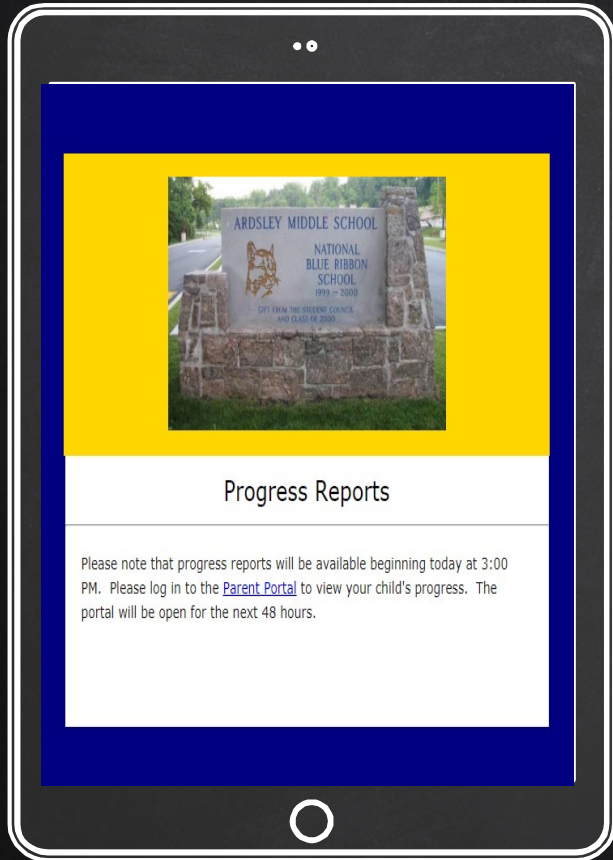 ARDSLEY MIDDLE SCHOOL
NATIONAL
BLUE RIBBON
SCHOOL
1999 – 2000
GIFT FROM THE STUDENT COUNCIL
AND CLASS OF 2000
Progress Reports
Please note that progress reports will be available beginning today at 3:00
PM.  Please log in to the Parent Portal to view your child's progress.  The
portal will be open for the next 48 hours.